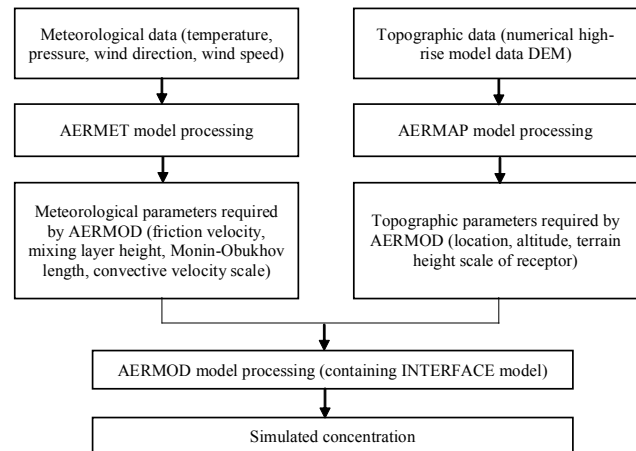 Meteorological data (temperature,
pressure, wind direction, wind speed)
Topographic data (numerical high-
rise model data DEM)
AERMET model processing
AERMAP model processing
Meteorological parameters required
by AERMOD (friction velocity,
mixing layer height, Monin-Obukhov
length, convective velocity scale)
Topographic parameters required by
AERMOD (location, altitude, terrain
height scale of receptor)
AERMOD model processing (containing INTERFACE model)
Simulated concentration